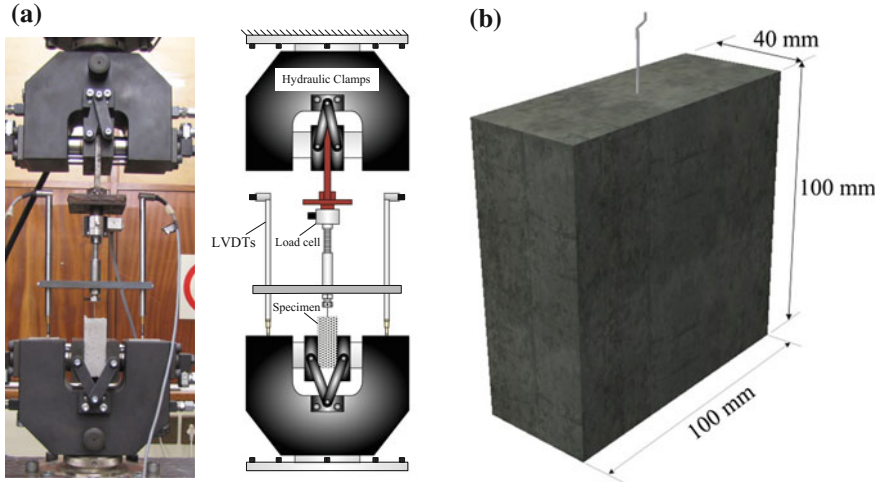 (a)
(b)
Hydraulic Clamps
LVDTs
Load cell
Specimen
40 mm
100 mm
100 mm